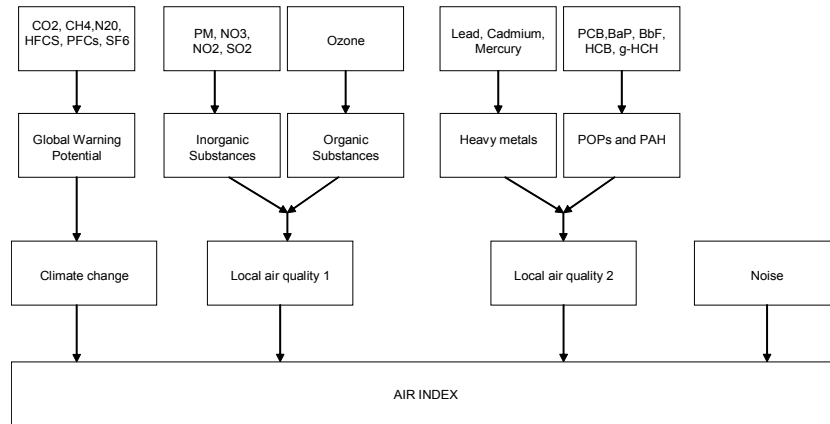 CO2, CH4,N20,
HFCS, PFCs, SF6
PM, NO3,
NO2, SO2
Ozone
Lead, Cadmium,
Mercury
PCB,BaP, BbF,
HCB, g-HCH
Global Warning
Potential
Inorganic
Substances
Organic
Substances
Heavy metals
POPs and PAH
Climate change
Local air quality 1
Local air quality 2
Noise
AIR INDEX